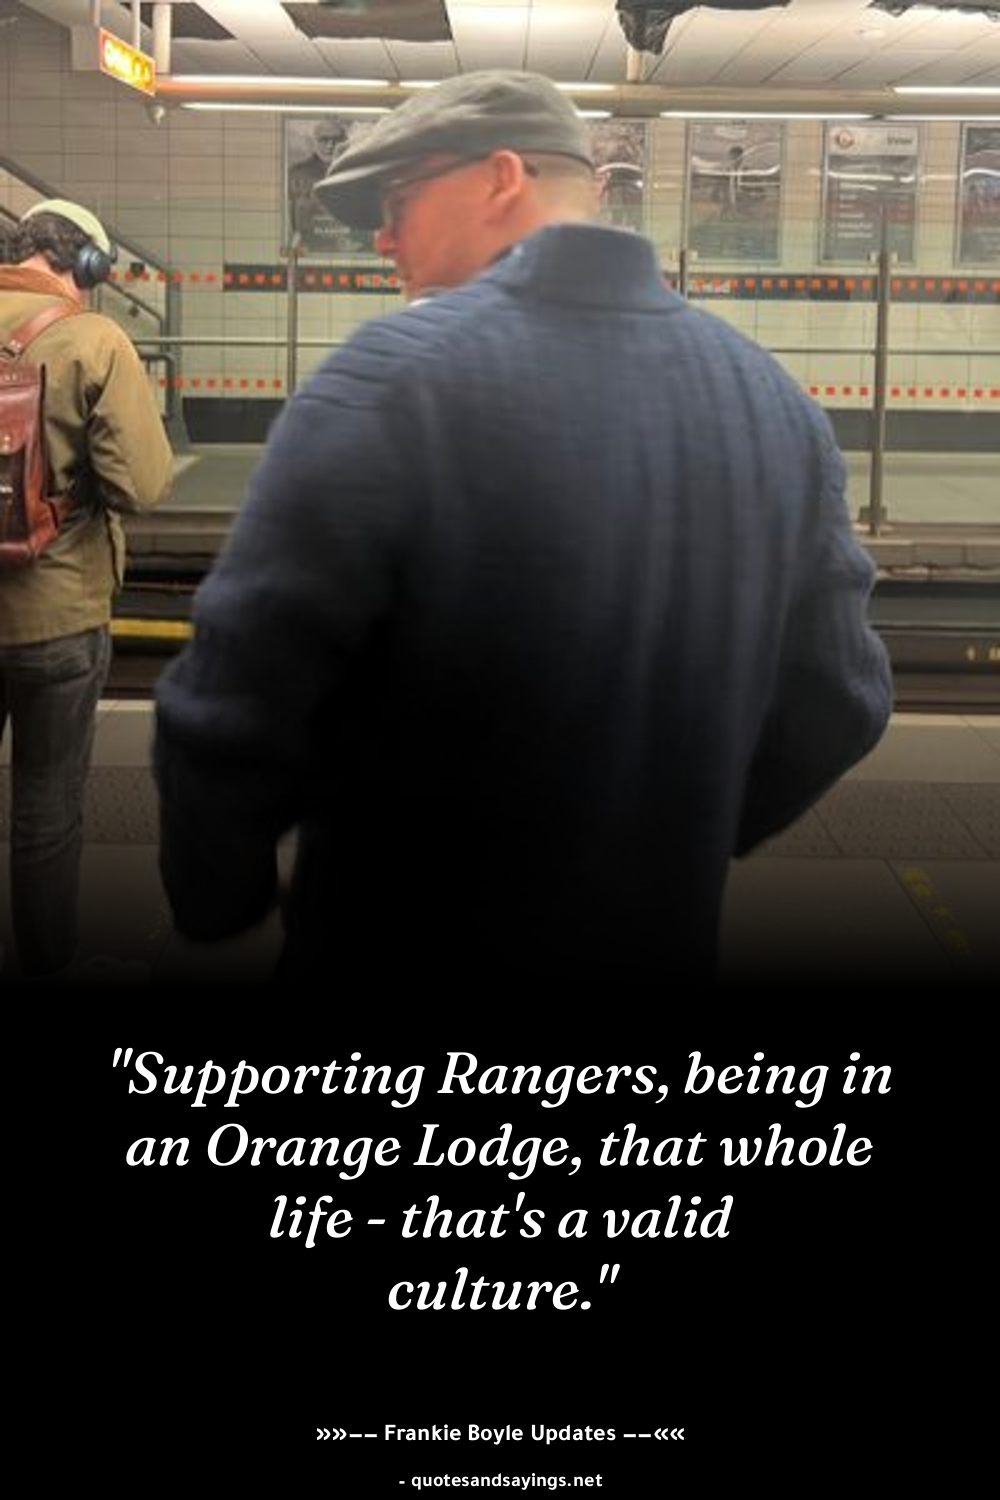 "Supporting Rangers, being in
an Orange Lodge, that whole
life - that's a valid
culture."
»»−− Frankie Boyle Updates −−««
- quotesandsayings.net